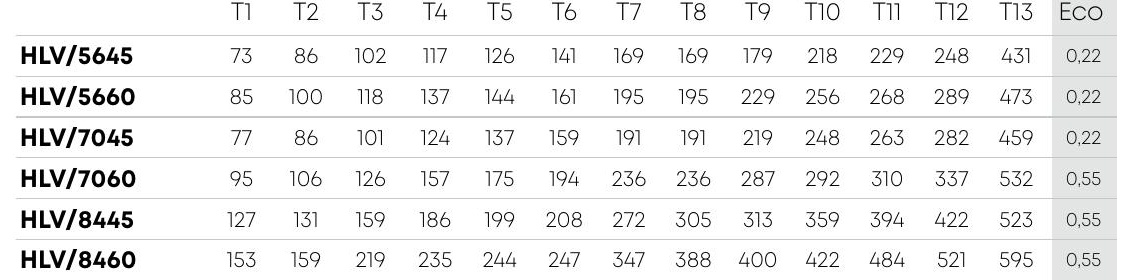 T1 T2 T3 T4 T5 T6 T7 T8 T9 T10 T11 T12 T13 Eco
HLV/5645 73 86 102 117 126 141 169 169 179 218 229 248 431 0,22
HLV/5660 85 100 118 137 144 161 195 195 229 256 268 289 473 0,22
HLV/7045 77 86 101 124 137 159 191 191 219 248 263 282 459 0,22
HLV/7060 95 106 126 157 175 194 236 236 287 292 310 337 532 0,55
HLV/8445 127 131 159 186 199 208 272 305 313 359 394 422 523 0,55
HLV/8460 153 159 219 235 244 247 347 388 400 422 484 521 595 0,55